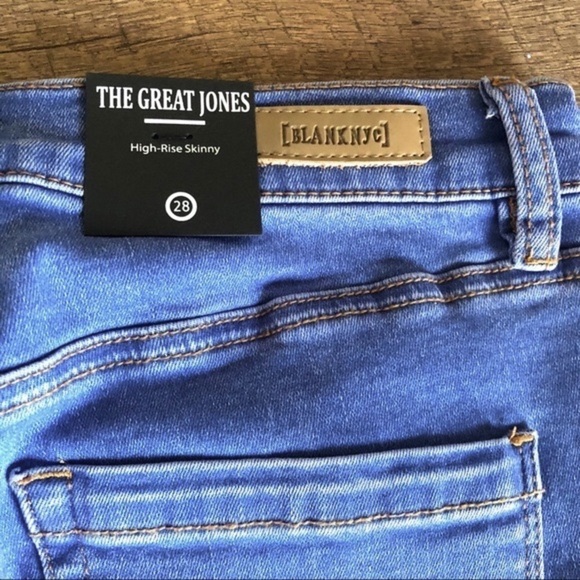 THE GREAT JONES
High-Rise Skinny
28
[BLANKNYC]